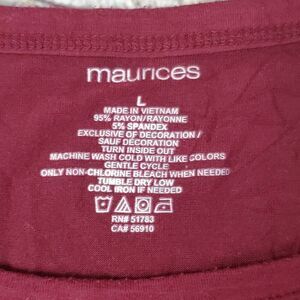 maurices
L
MADE IN VIETNAM
95% RAYON/RAYONNE
5% SPANDEX
EXCLUSIVE OF DECORATION /
SAUF DÉCORATION
TURN INSIDE OUT
MACHINE WASH COLD WITH LIKE COLORS
GENTLE CYCLE
ONLY NON-CHLORINE BLEACH WHEN NEEDED
TUMBLE DRY LOW
COOL IRON IF NEEDED
RN# 51783
CA# 56910